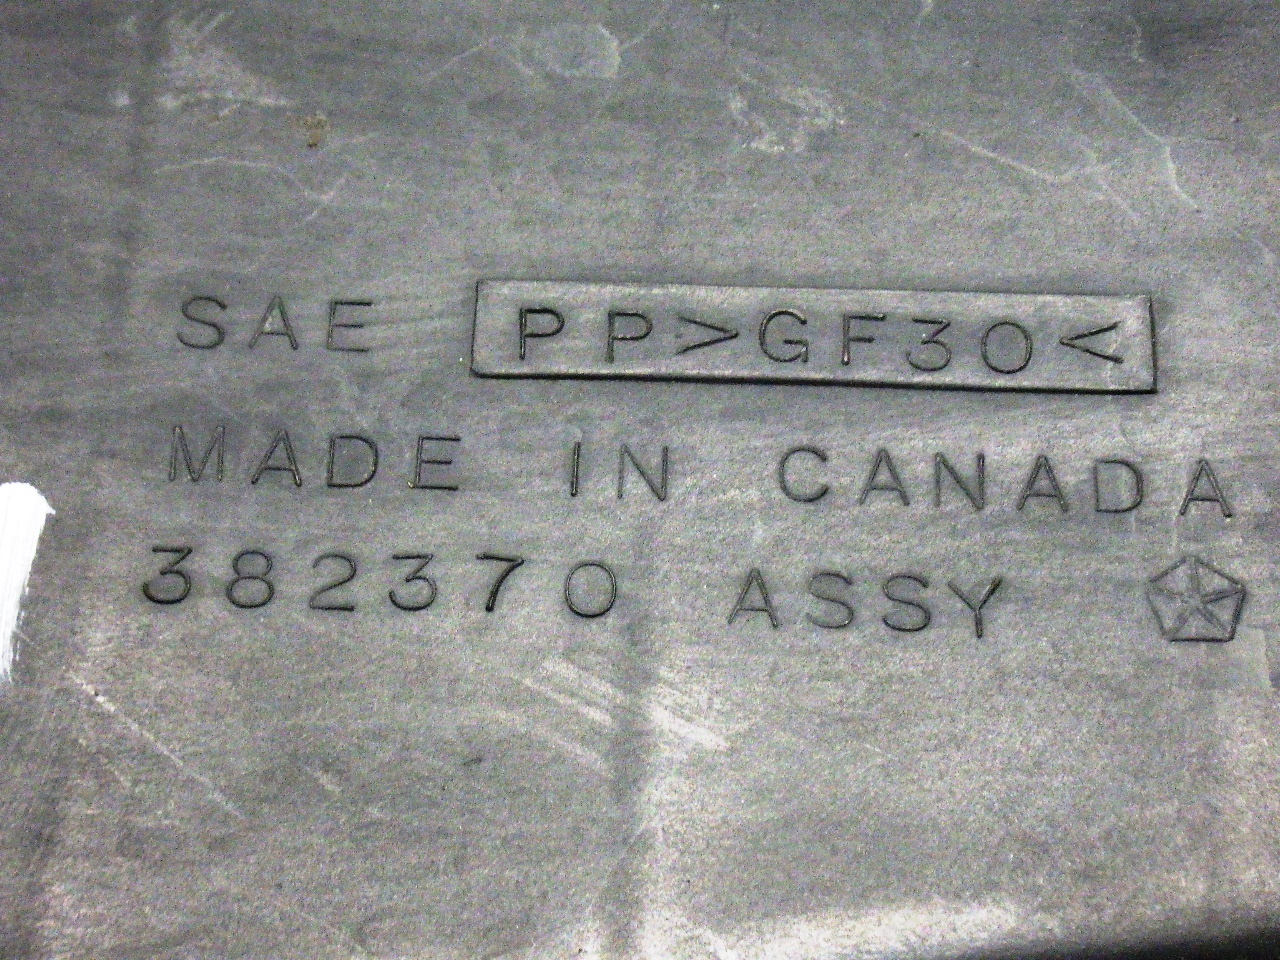 SAE PP>GF30<
MADE IN CANADA
382370 ASSY